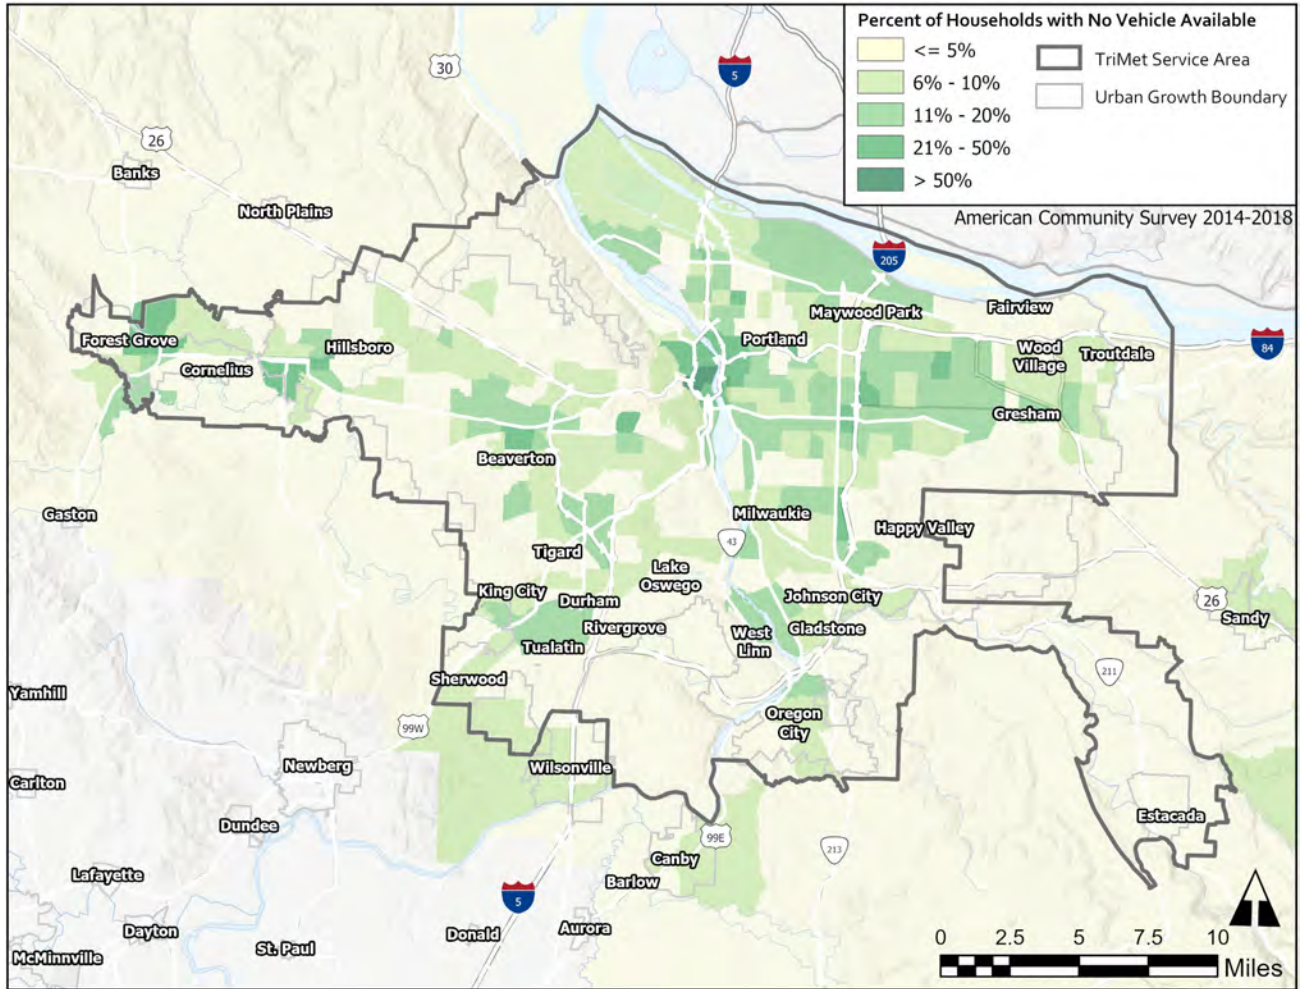 Percent of Households with No Vehicle Available
<= 5%
6% - 10%
11% - 20%
21% - 50%
> 50%
TriMet Service Area
Urban Growth Boundary
American Community Survey 2014-2018
30
5
26
Banks
North Plains
205
Fairview
Maywood Park
Forest Grove
Hillsboro
Portland
Wood
Village
Troutdale
84
Cornelius
Gresham
Beaverton
Gaston
Milwaukie
Happy Valley
43
Tigard
Lake
Oswego
King City
Durham
Johnson City
26
Sandy
Rivergrove
West
Linn
Gladstone
Tualatin
Sherwood
211
Yamhill
99W
Oregon
City
Newberg
Wilsonville
Carlton
Dundee
Estacada
99E
213
Canby
Lafayette
Barlow
5
Dayton
Donald
Aurora
St. Paul
McMinnville
0
2.5
5
7.5
10
Miles